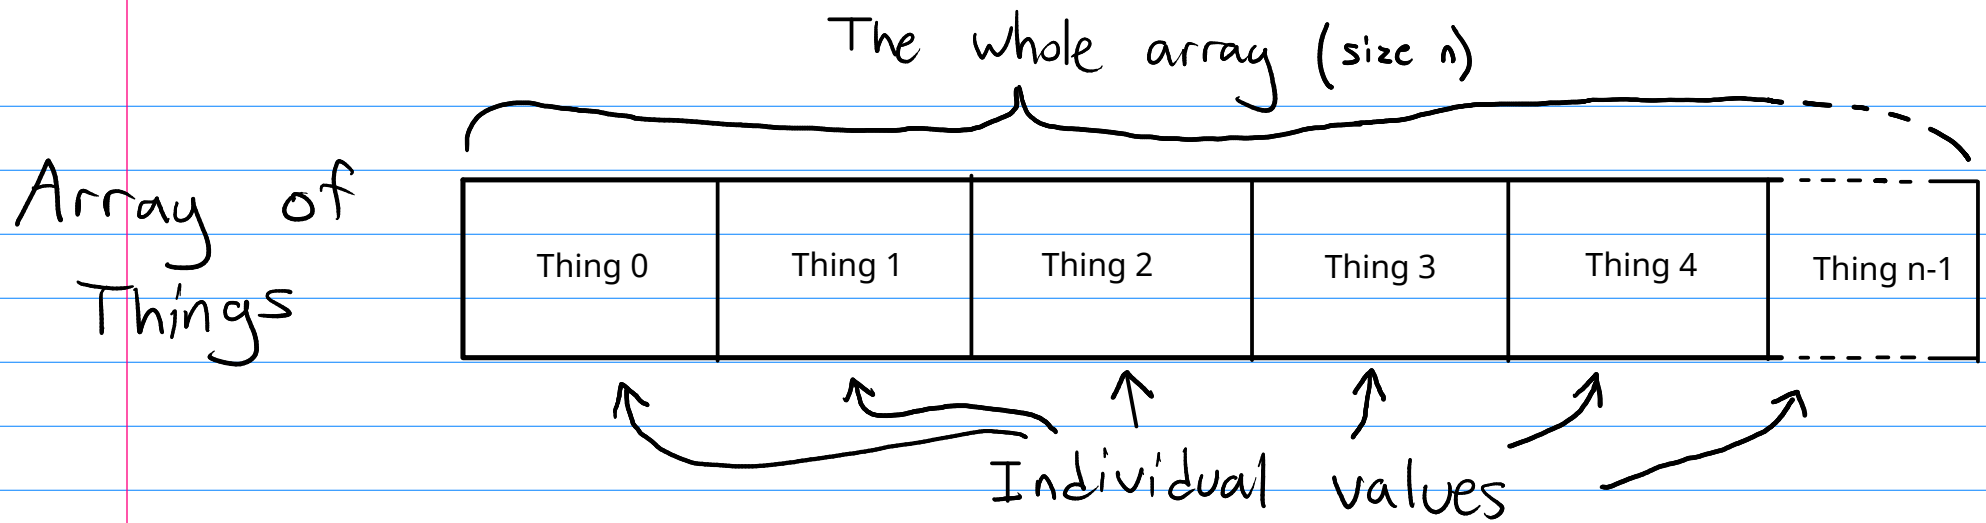 The whole array (size n)
Array of
Things
Thing 0 Thing 1 Thing 2 Thing 3 Thing 4 Thing n-1
Individual values